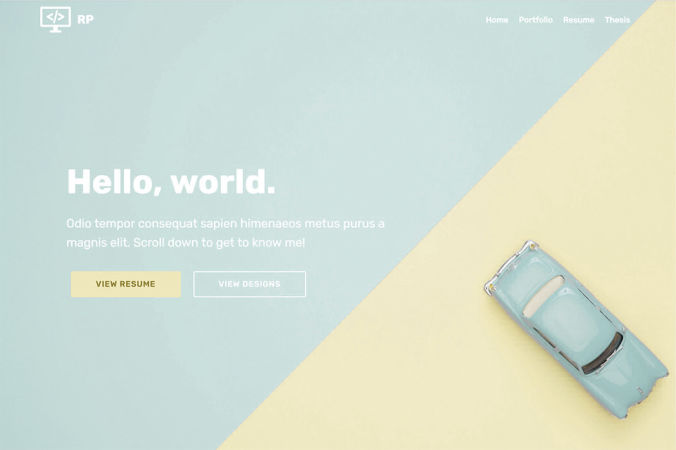 </> RP
Home Portfolio Resume Thesis
Hello, world.
Odio tempor consequat sapien himenaeos metus purus a
magnis elit. Scroll down to get to know me!
VIEW RESUME VIEW DESIGNS